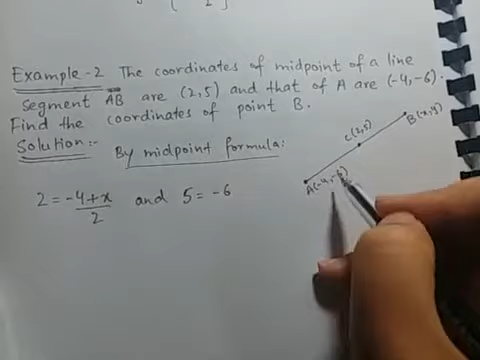 Example-2 The coordinates of midpoint of a line
segment AB are (2,5) and that of A are (-4,-6).
Find the coordinates of point B.
Solution:- By midpoint formula:
C(2,5)
B(x,y)
A(-4,-6)
2 = -4+x / 2 and 5 = -6